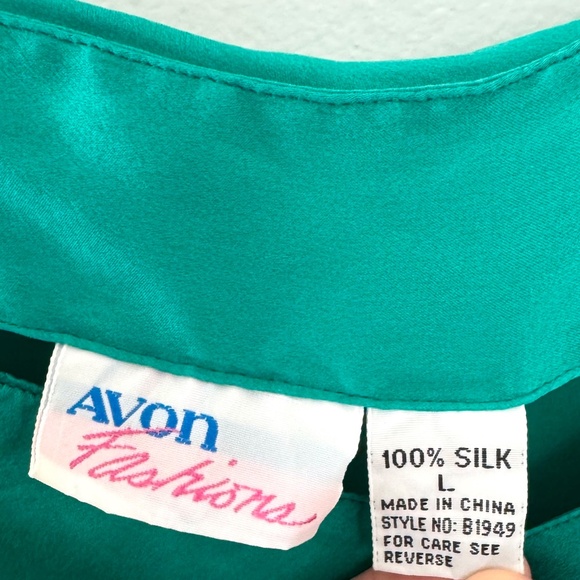 AVON
Fashions
100% SILK
L
MADE IN CHINA
STYLE NO: B1949
FOR CARE SEE
REVERSE